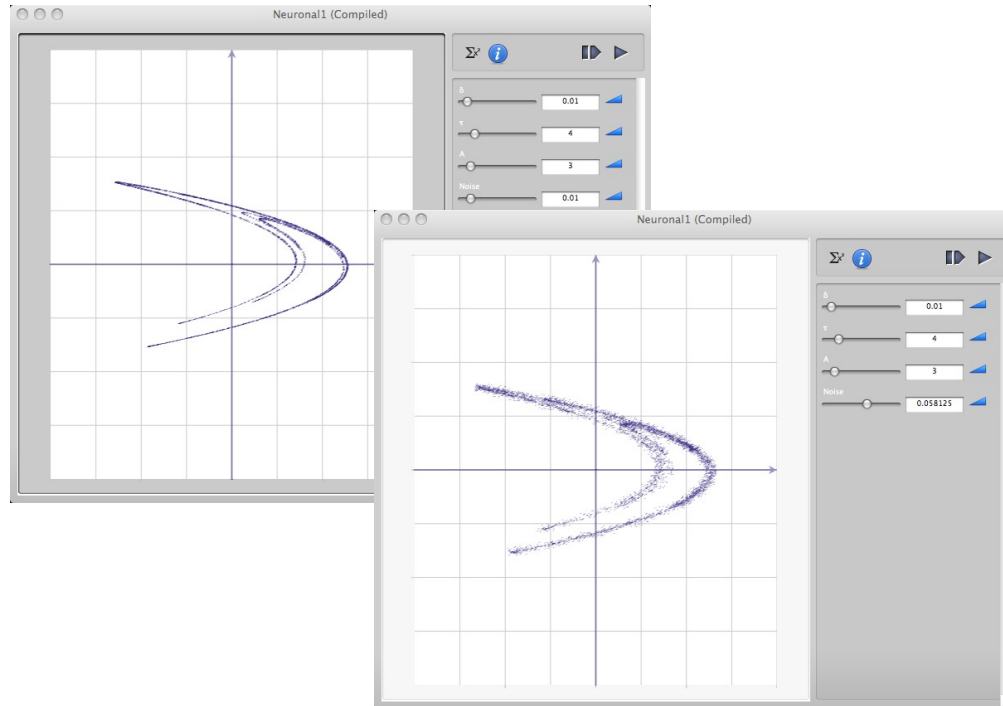 Neuronal1 (Compiled)
δ
0.01
τ
4
A
3
Noise
0.01
Neuronal1 (Compiled)
δ
0.01
τ
4
A
3
Noise
0.058125